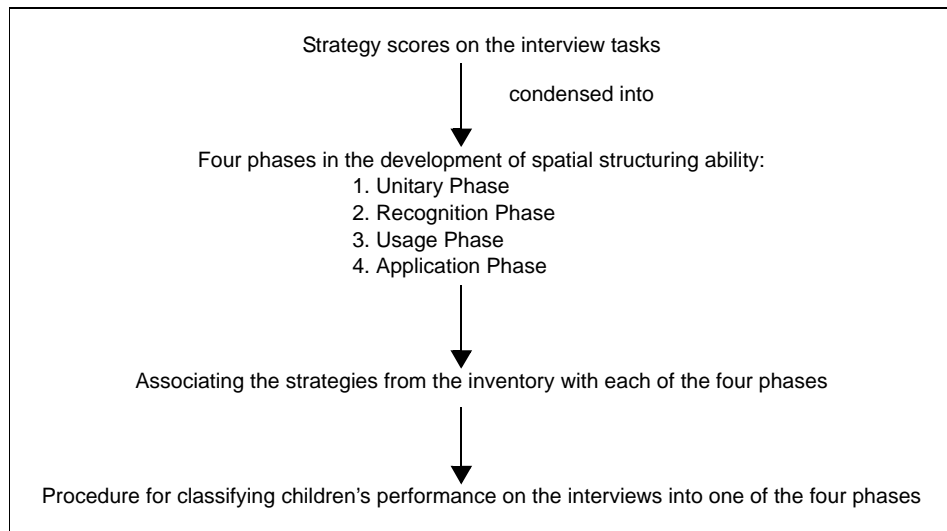 Strategy scores on the interview tasks
condensed into
Four phases in the development of spatial structuring ability:
1. Unitary Phase
2. Recognition Phase
3. Usage Phase
4. Application Phase
Associating the strategies from the inventory with each of the four phases
Procedure for classifying children’s performance on the interviews into one of the four phases